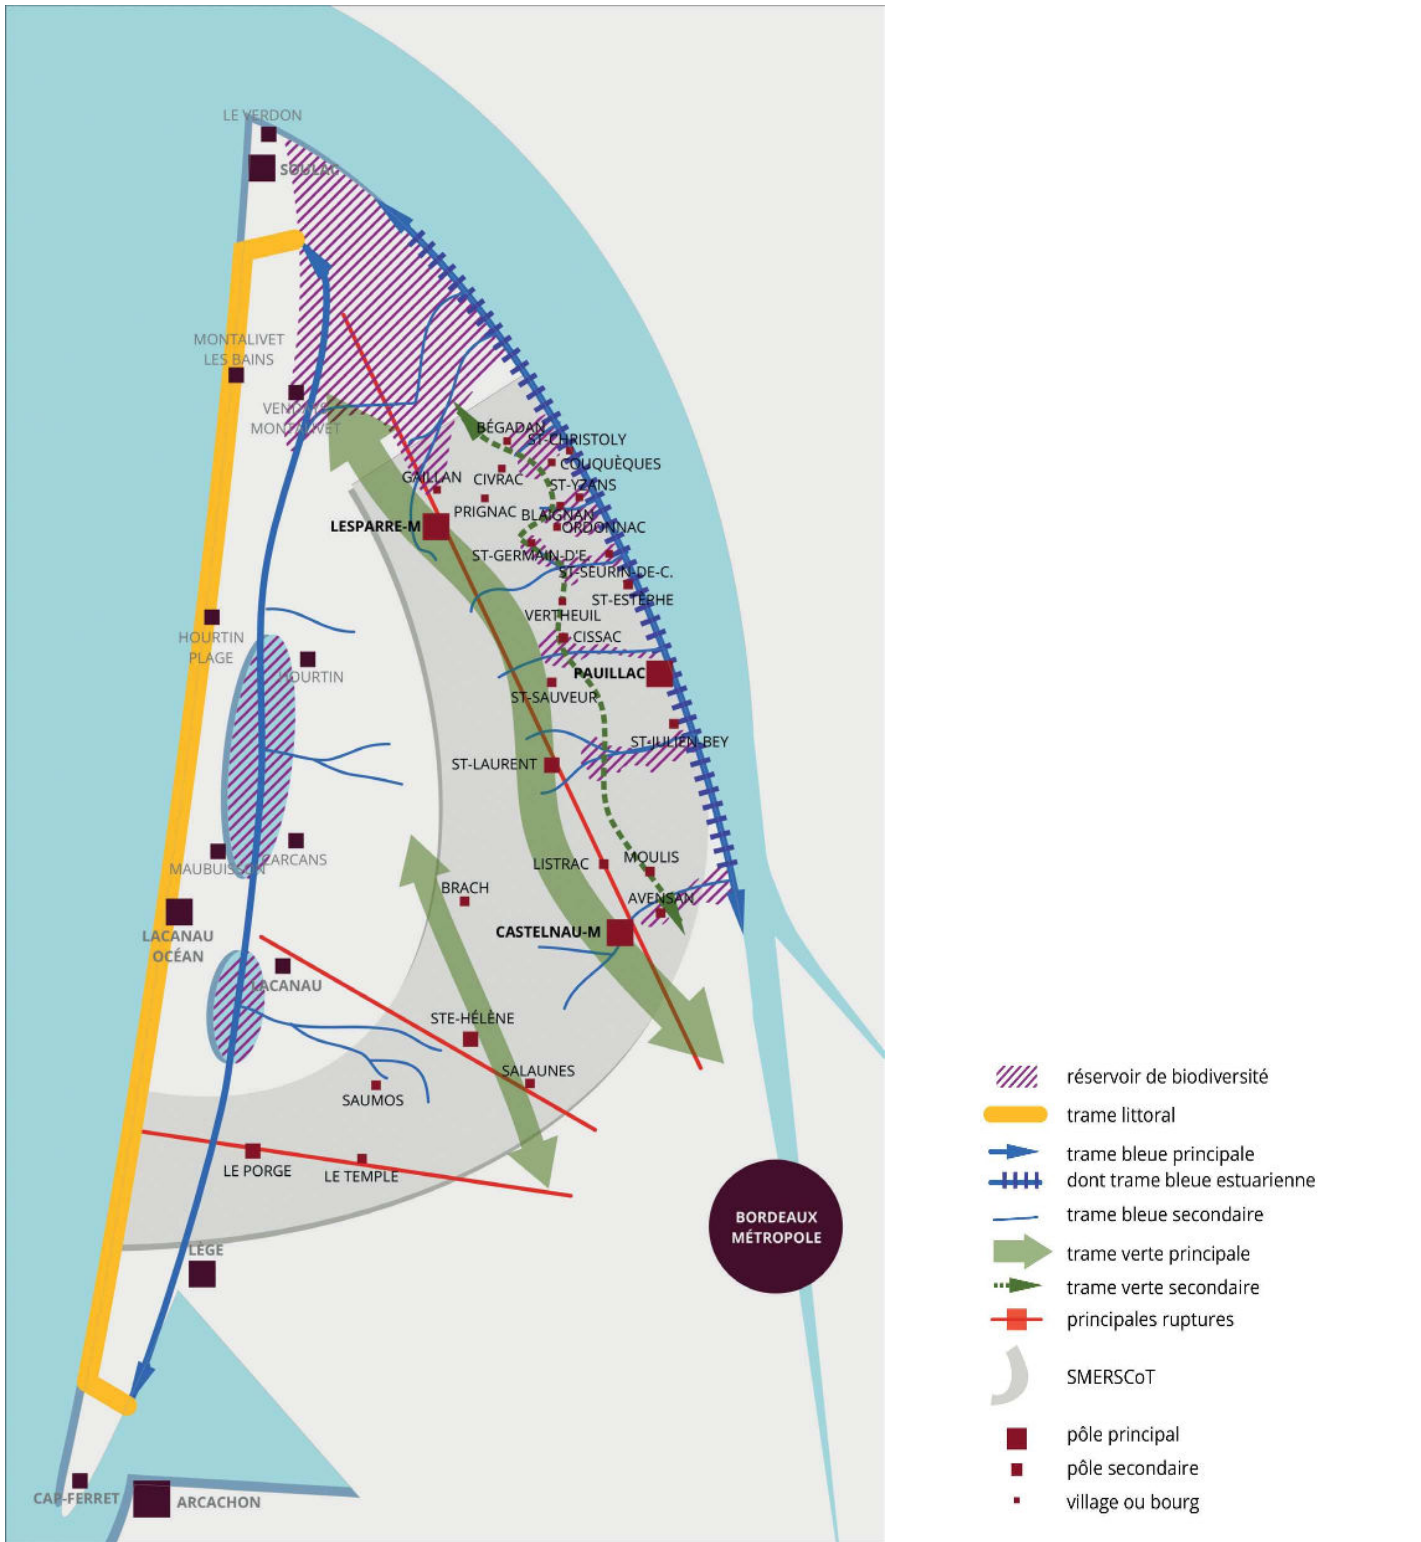 LE VERDON
SOULAC
MONTALIVET
LES BAINS
VENDAYS
MONTALIVET
BÉGADAN
ST-CHRISTOLY
COUQUÈQUES
GAILLAN
CIVRAC
ST-YZANS
PRIGNAC
BLAIGNAN
LESPARRE-M
ORDONNAC
ST-GERMAIN-D'E.
ST-SEURIN-DE-C.
ST-ESTÈPHE
VERTHEUIL
HOURTIN
PLAGE
CISSAC
HOURTIN
PAUILLAC
ST-SAUVEUR
ST-JULIEN-BEY
ST-LAURENT
MAUBUISSON
CARCANS
LISTRAC
MOULIS
BRACH
AVENSAN
LACANAU
OCÉAN
CASTELNAU-M
LACANAU
STE-HÉLÈNE
SALAUNES
SAUMOS
LE PORGE
LE TEMPLE
BORDEAUX
MÉTROPOLE
LÈGE
CAP-FERRET
ARCACHON
réservoir de biodiversité
trame littoral
trame bleue principale
dont trame bleue estuarienne
trame bleue secondaire
trame verte principale
trame verte secondaire
principales ruptures
SMERSCoT
pôle principal
pôle secondaire
village ou bourg